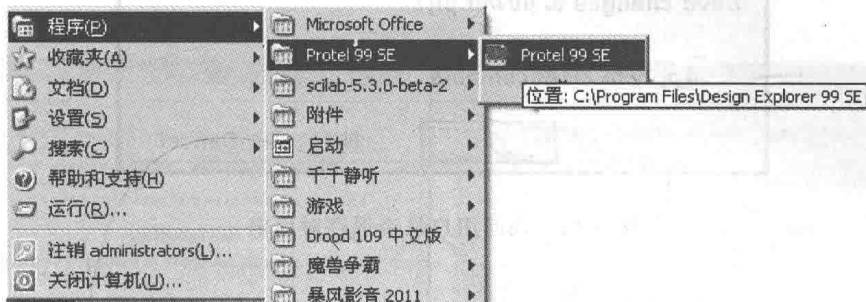 程序(P)
收藏夹(A)
文档(D)
设置(S)
搜索(C)
帮助和支持(H)
运行(R)...
注销 administrators(L)...
关闭计算机(U)...
Microsoft Office
Protel 99 SE
scilab-5.3.0-beta-2
附件
启动
千千静听
游戏
brood 109 中文版
魔兽争霸
暴风影音 2011
Protel 99 SE
位置: C:\Program Files\Design Explorer 99 SE